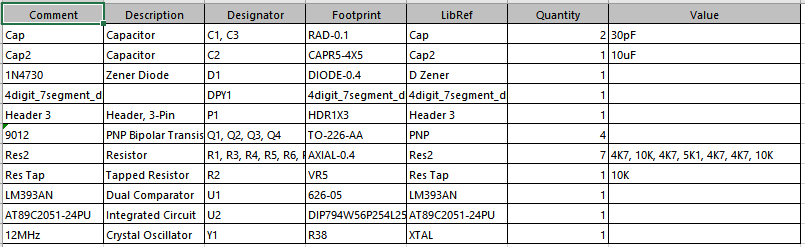 Comment Description Designator Footprint LibRef Quantity Value
Cap Capacitor C1, C3 RAD-0.1 Cap 2 30pF
Cap2 Capacitor C2 CAPR5-4X5 Cap2 1 10uF
1N4730 Zener Diode D1 DIODE-0.4 D Zener 1
4digit_7segment_d DPY1 4digit_7segment_d 4digit_7segment_d 1
Header 3 Header, 3-Pin P1 HDR1X3 Header 3 1
9012 PNP Bipolar Transis Q1, Q2, Q3, Q4 TO-226-AA PNP 4
Res2 Resistor R1, R3, R4, R5, R6, AXIAL-0.4 Res2 7 4K7, 10K, 4K7, 5K1, 4K7, 4K7, 10K
Res Tap Tapped Resistor R2 VR5 Res Tap 1 10K
LM393AN Dual Comparator U1 626-05 LM393AN 1
AT89C2051-24PU Integrated Circuit U2 DIP794W56P254L25 AT89C2051-24PU 1
12MHz Crystal Oscillator Y1 R38 XTAL 1